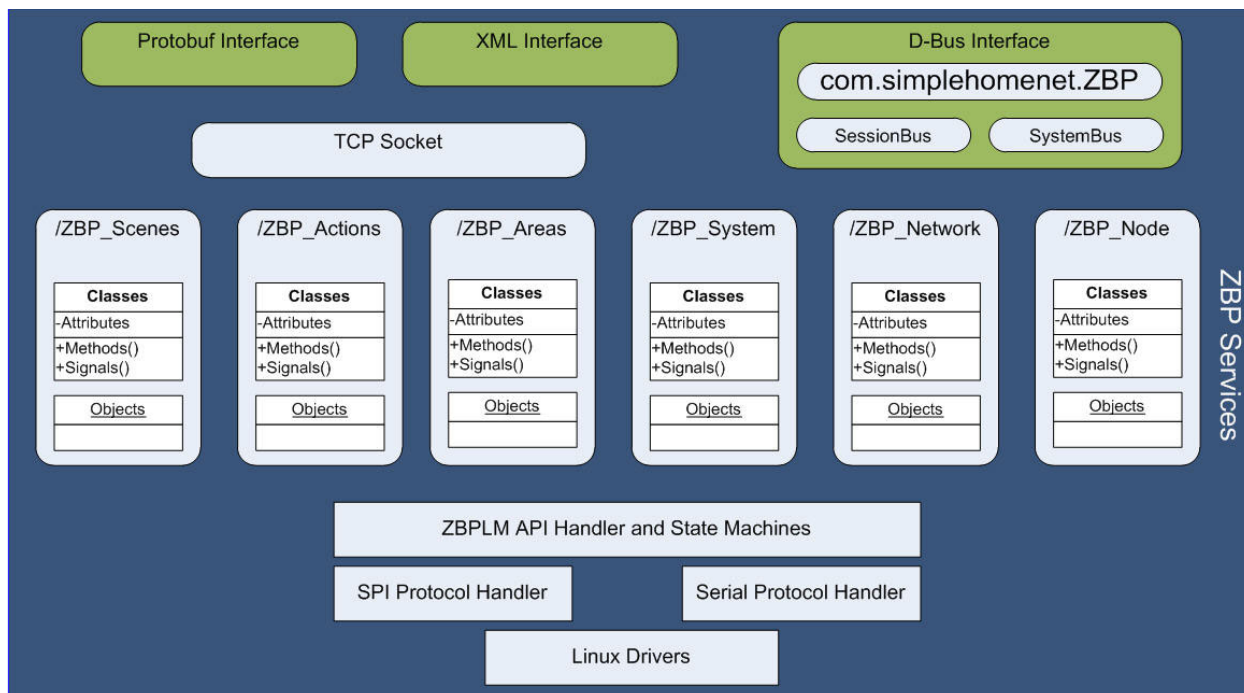 Protobuf Interface
XML Interface
D-Bus Interface
com.simplehomenet.ZBP
SessionBus
SystemBus
TCP Socket
/ZBP_Scenes
Classes
-Attributes
+Methods()
+Signals()
Objects
/ZBP_Actions
Classes
-Attributes
+Methods()
+Signals()
Objects
/ZBP_Areas
Classes
-Attributes
+Methods()
+Signals()
Objects
/ZBP_System
Classes
-Attributes
+Methods()
+Signals()
Objects
/ZBP_Network
Classes
-Attributes
+Methods()
+Signals()
Objects
/ZBP_Node
Classes
-Attributes
+Methods()
+Signals()
Objects
ZBP Services
ZBPLM API Handler and State Machines
SPI Protocol Handler
Serial Protocol Handler
Linux Drivers